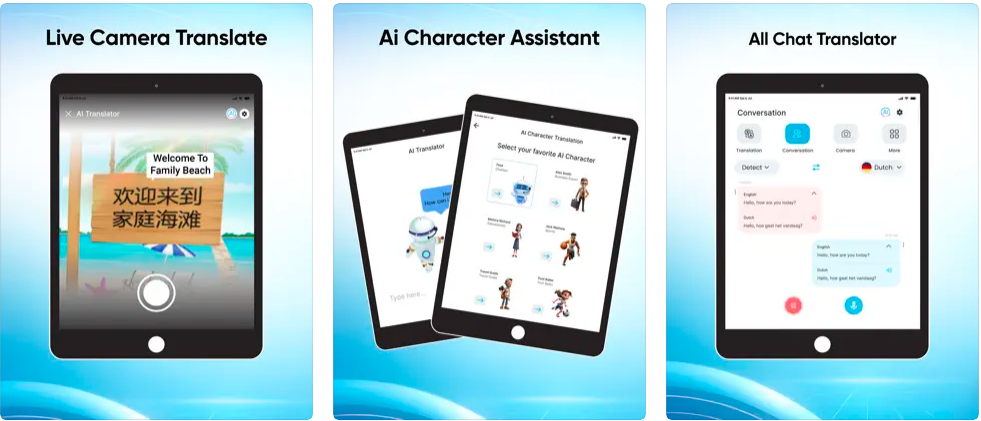 Live Camera Translate
AI Translator
Welcome To
Family Beach
欢迎来到
家庭海滩
Ai Character Assistant
AI Translator
How can
Type here...
AI Character Translation
Select your favorite AI Character
All Chat Translator
Conversation
Translation
Conversation
Camera
More
Detect
Dutch
English
Hello, how are you today?
Dutch
Hello, hoe gaat het vandaag?
English
Hello, how are you today?
Dutch
Hallo, hoe gaat het vandaag?